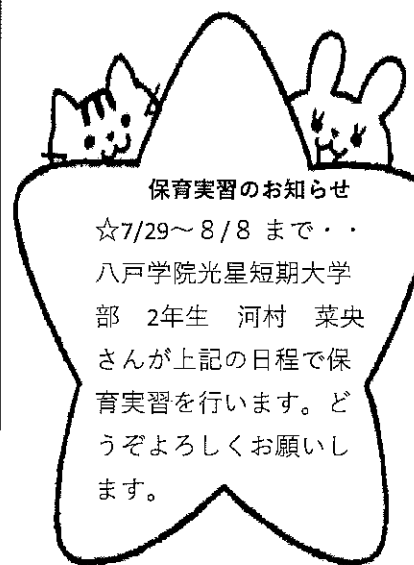 保育実習のお知らせ
☆7/29～８/８ まで・・
八戸学院光星短期大学
部　2年生　河村　菜央
さんが上記の日程で保
育実習を行います。ど
うぞよろしくお願いし
ます。